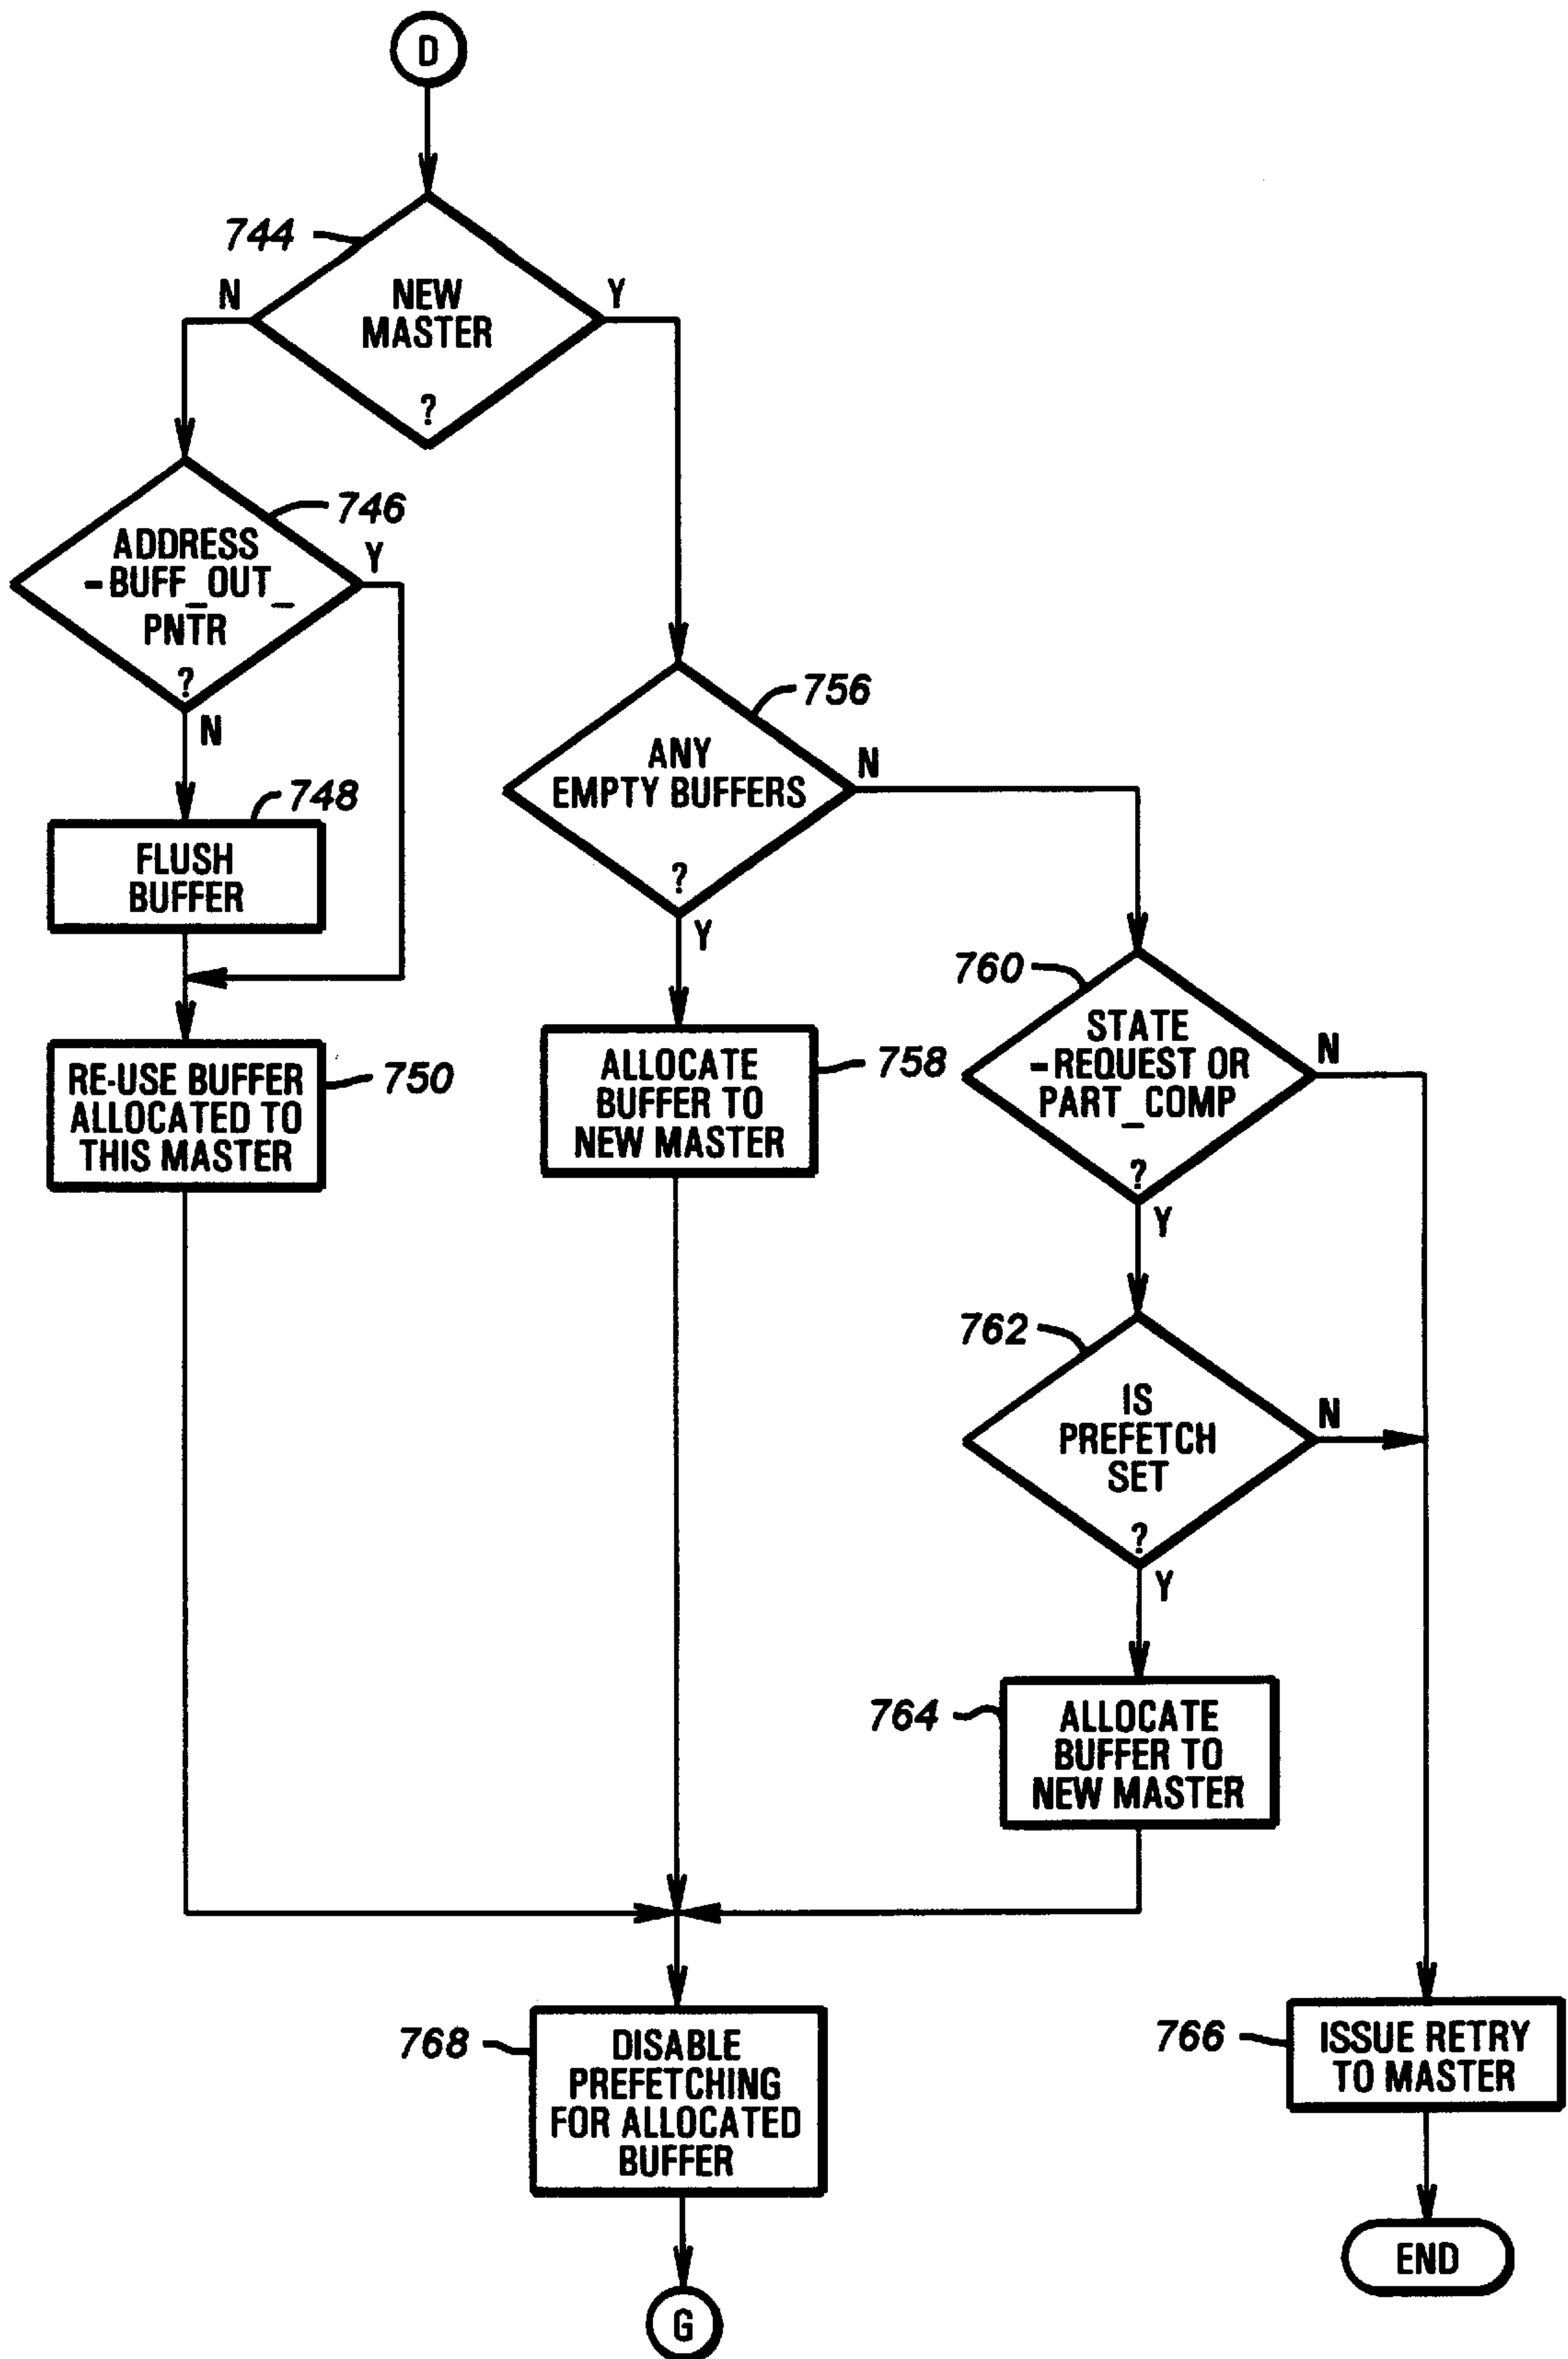 D
744
N
Y
NEW
MASTER
?
746
ADDRESS
-BUFF_OUT_
PNTR
?
Y
N
748
FLUSH
BUFFER
RE-USE BUFFER
ALLOCATED TO
THIS MASTER
750
756
ANY
EMPTY BUFFERS
?
N
Y
ALLOCATE
BUFFER TO
NEW MASTER
758
760
STATE
-REQUEST OR
PART_COMP
?
N
Y
762
IS
PREFETCH
SET
?
N
Y
764
ALLOCATE
BUFFER TO
NEW MASTER
768
DISABLE
PREFETCHING
FOR ALLOCATED
BUFFER
766
ISSUE RETRY
TO MASTER
END
G